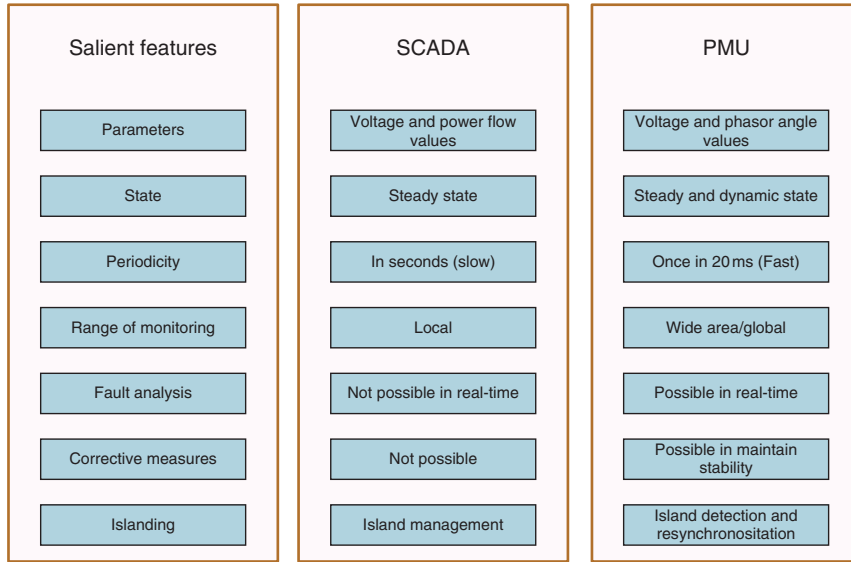 Salient features
Parameters
State
Periodicity
Range of monitoring
Fault analysis
Corrective measures
Islanding
SCADA
Voltage and power flow
values
Steady state
In seconds (slow)
Local
Not possible in real-time
Not possible
Island management
PMU
Voltage and phasor angle
values
Steady and dynamic state
Once in 20 ms (Fast)
Wide area/global
Possible in real-time
Possible in maintain
stability
Island detection and
resynchronositation